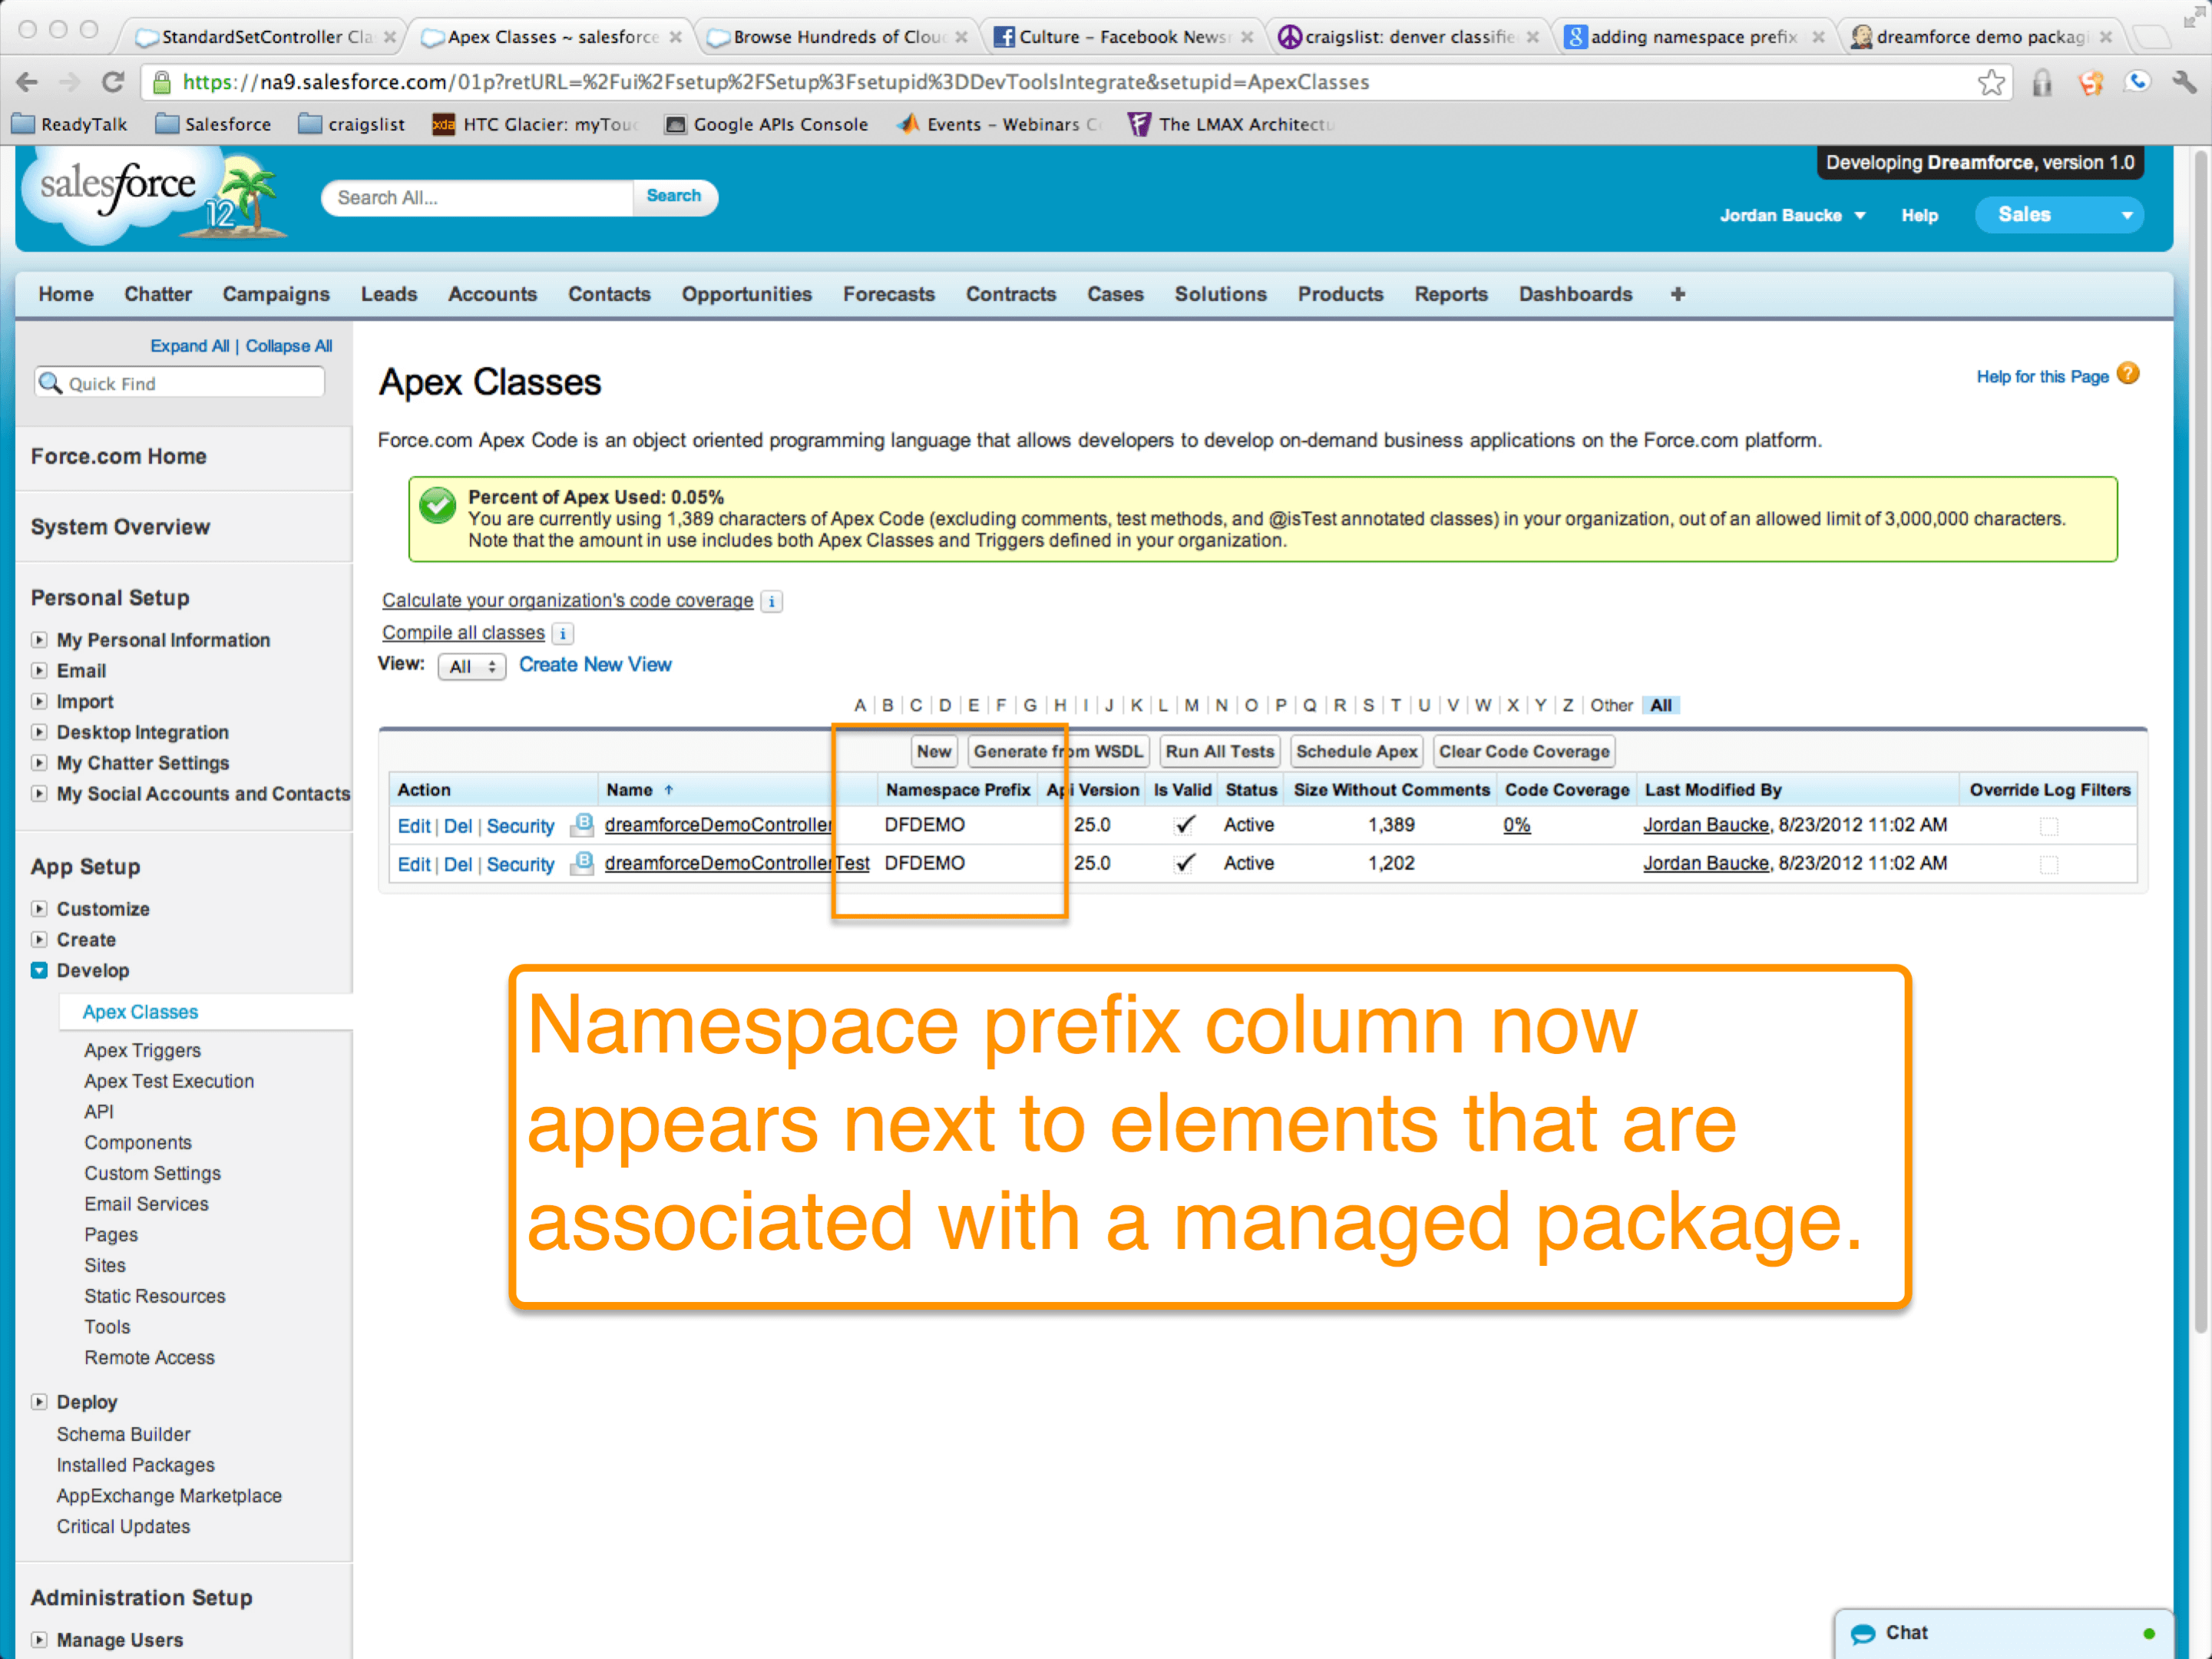 StandardSetController Cla
Apex Classes ~ salesforce
Browse Hundreds of Clou
Culture – Facebook News
craigslist: denver classifie
adding namespace prefix
dreamforce demo packag
https://na9.salesforce.com/01p?retURL=%2Fui%2Fsetup%2FSetup%3Fsetupid%3DDevToolsIntegrate&setupid=ApexClasses
ReadyTalk Salesforce craigslist HTC Glacier: myTou Google APIs Console Events – Webinars C The LMAX Architectu
salesforce 12
Search All... Search
Developing Dreamforce, version 1.0
Jordan Baucke Help Sales
Home Chatter Campaigns Leads Accounts Contacts Opportunities Forecasts Contracts Cases Solutions Products Reports Dashboards +
Expand All | Collapse All
Quick Find
Force.com Home
System Overview
Personal Setup
My Personal Information
Email
Import
Desktop Integration
My Chatter Settings
My Social Accounts and Contacts
App Setup
Customize
Create
Develop
Apex Classes
Apex Triggers
Apex Test Execution
API
Components
Custom Settings
Email Services
Pages
Sites
Static Resources
Tools
Remote Access
Deploy
Schema Builder
Installed Packages
AppExchange Marketplace
Critical Updates
Administration Setup
Manage Users
Apex Classes
Help for this Page ?
Force.com Apex Code is an object oriented programming language that allows developers to develop on-demand business applications on the Force.com platform.
Percent of Apex Used: 0.05%
You are currently using 1,389 characters of Apex Code (excluding comments, test methods, and @isTest annotated classes) in your organization, out of an allowed limit of 3,000,000 characters.
Note that the amount in use includes both Apex Classes and Triggers defined in your organization.
Calculate your organization's code coverage i
Compile all classes i
View: All Create New View
A | B | C | D | E | F | G | H | I | J | K | L | M | N | O | P | Q | R | S | T | U | V | W | X | Y | Z | Other All
New Generate from WSDL Run All Tests Schedule Apex Clear Code Coverage
Action Name ↑ Namespace Prefix Api Version Is Valid Status Size Without Comments Code Coverage Last Modified By Override Log Filters
Edit | Del | Security dreamforceDemoController DFDEMO 25.0 ✓ Active 1,389 0% Jordan Baucke, 8/23/2012 11:02 AM
Edit | Del | Security dreamforceDemoControllerTest DFDEMO 25.0 ✓ Active 1,202 Jordan Baucke, 8/23/2012 11:02 AM
Namespace prefix column now
appears next to elements that are
associated with a managed package.
Chat